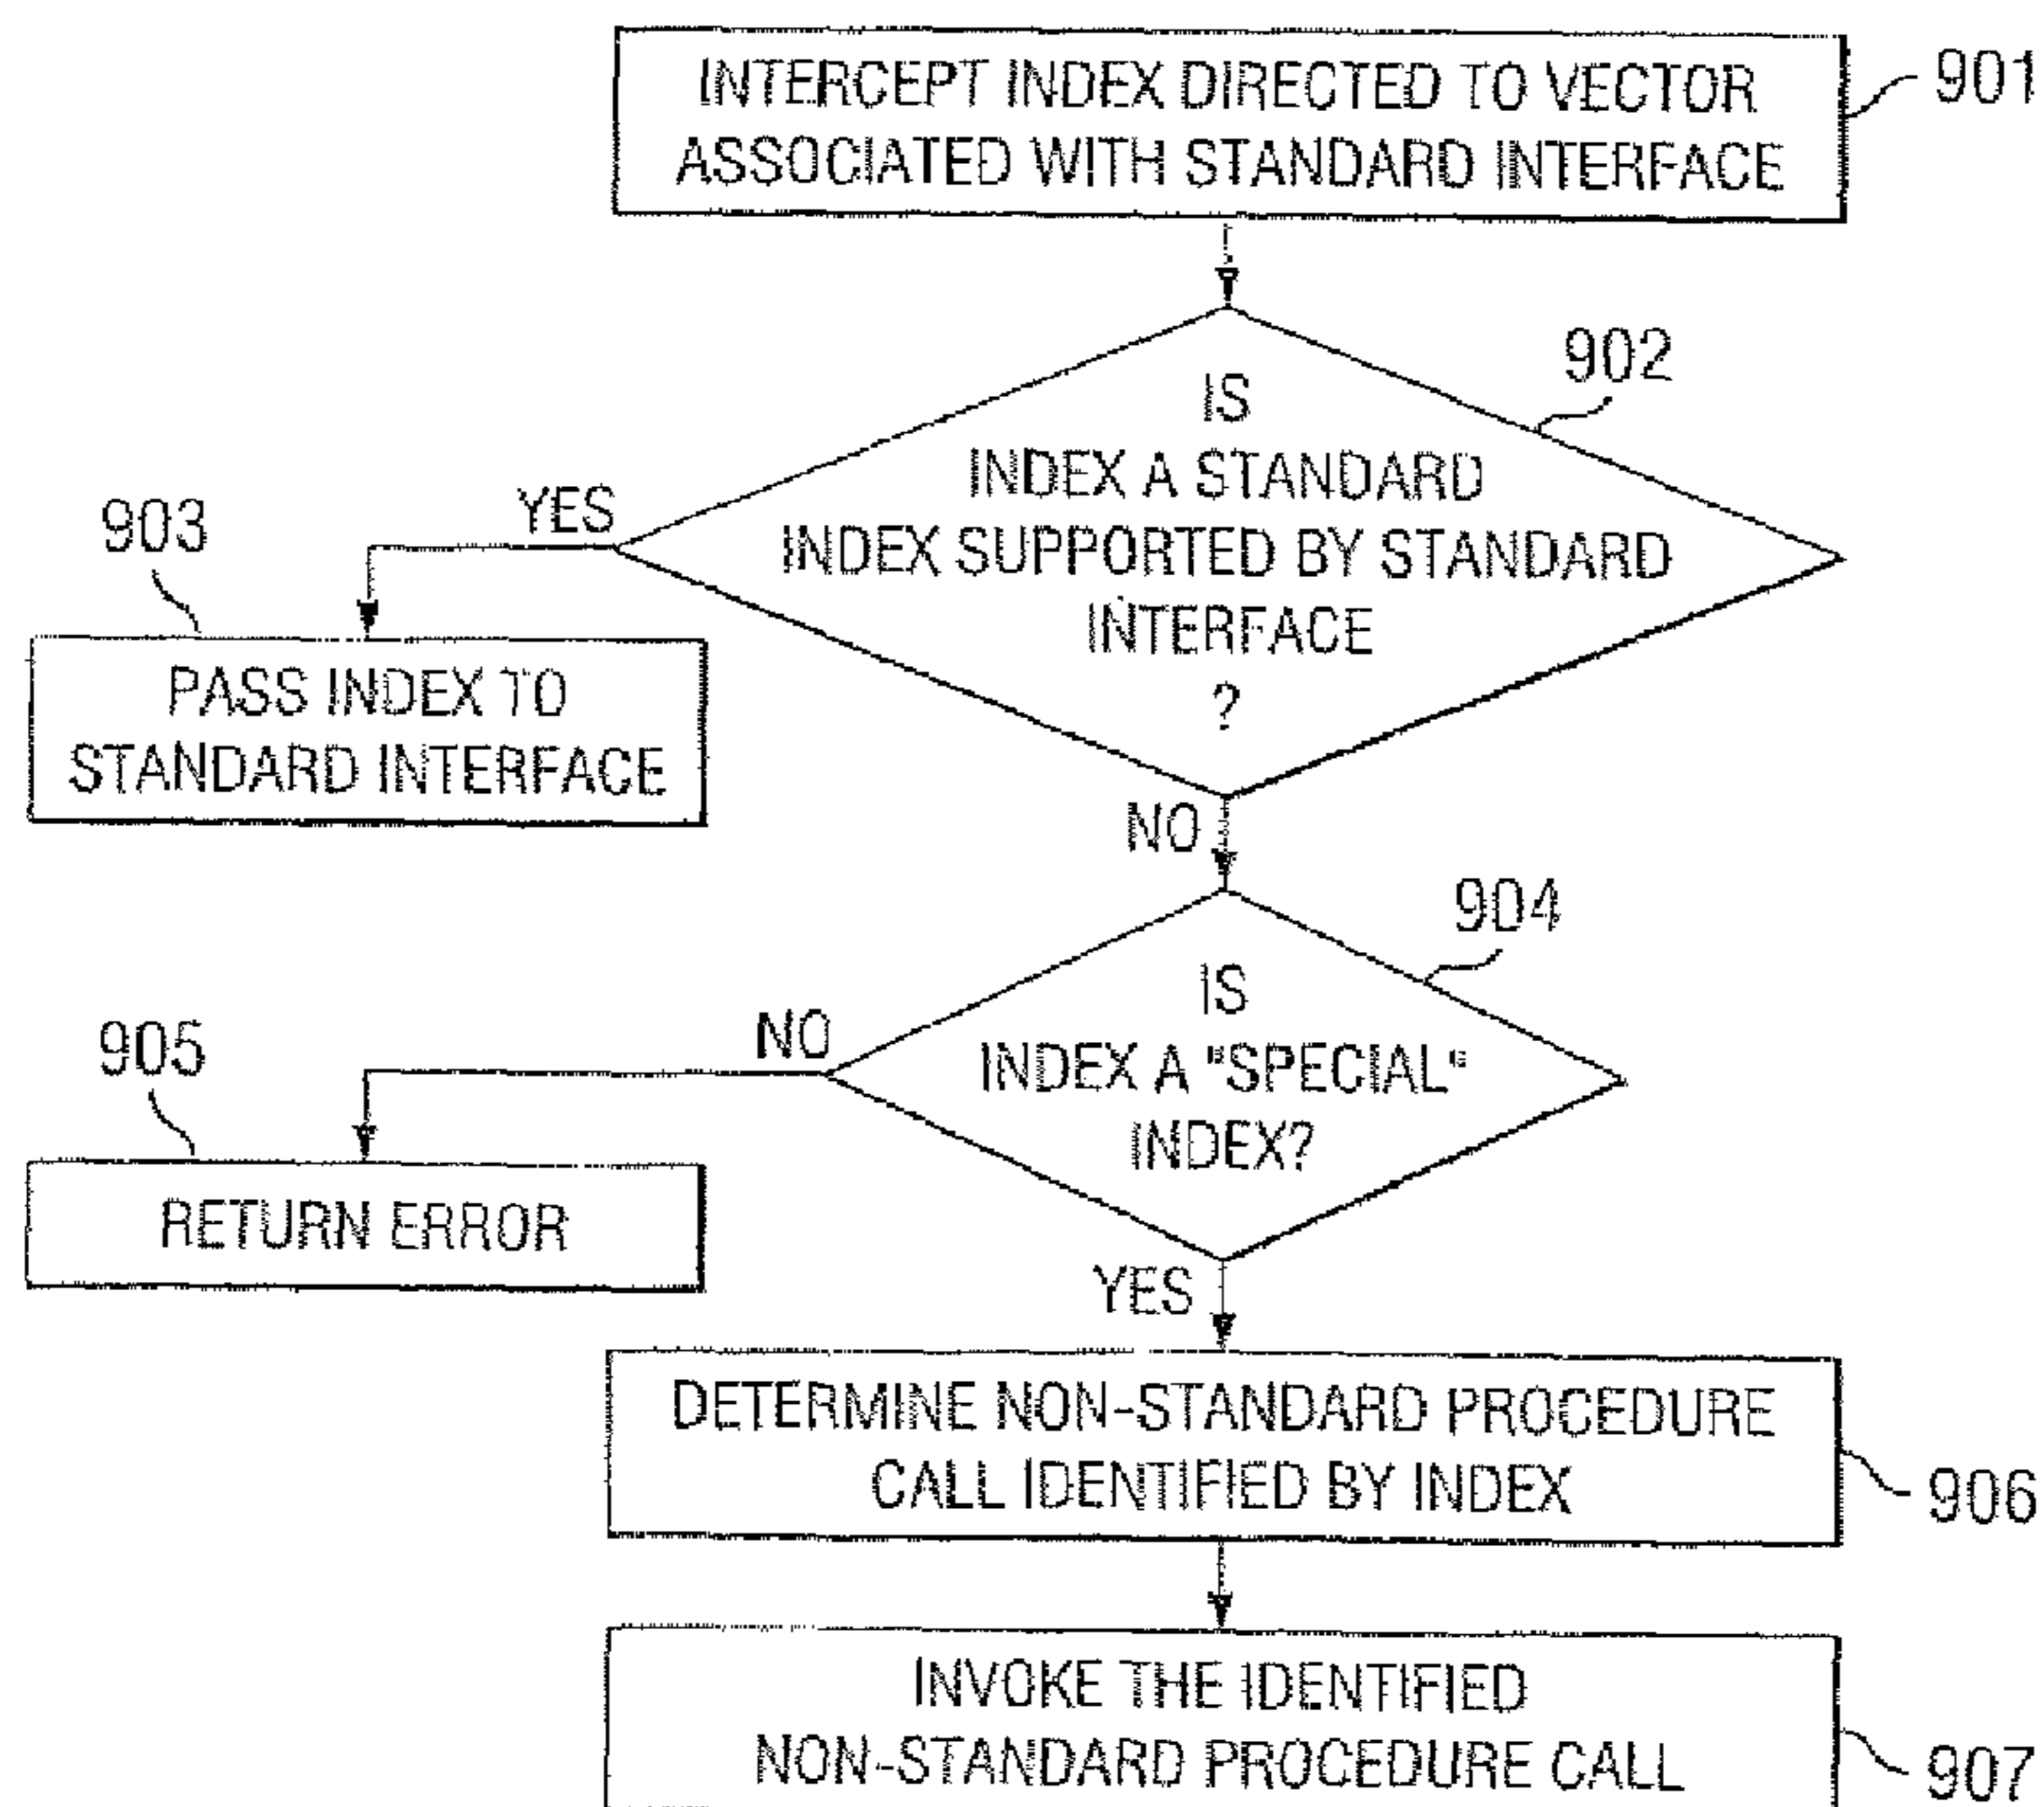 INTERCEPT INDEX DIRECTED TO VECTOR
ASSOCIATED WITH STANDARD INTERFACE
901
902
IS
INDEX A STANDARD
INDEX SUPPORTED BY STANDARD
INTERFACE
?
YES
903
PASS INDEX TO
STANDARD INTERFACE
NO
904
IS
INDEX A "SPECIAL"
INDEX?
NO
905
RETURN ERROR
YES
DETERMINE NON-STANDARD PROCEDURE
CALL IDENTIFIED BY INDEX
906
INVOKE THE IDENTIFIED
NON-STANDARD PROCEDURE CALL
907